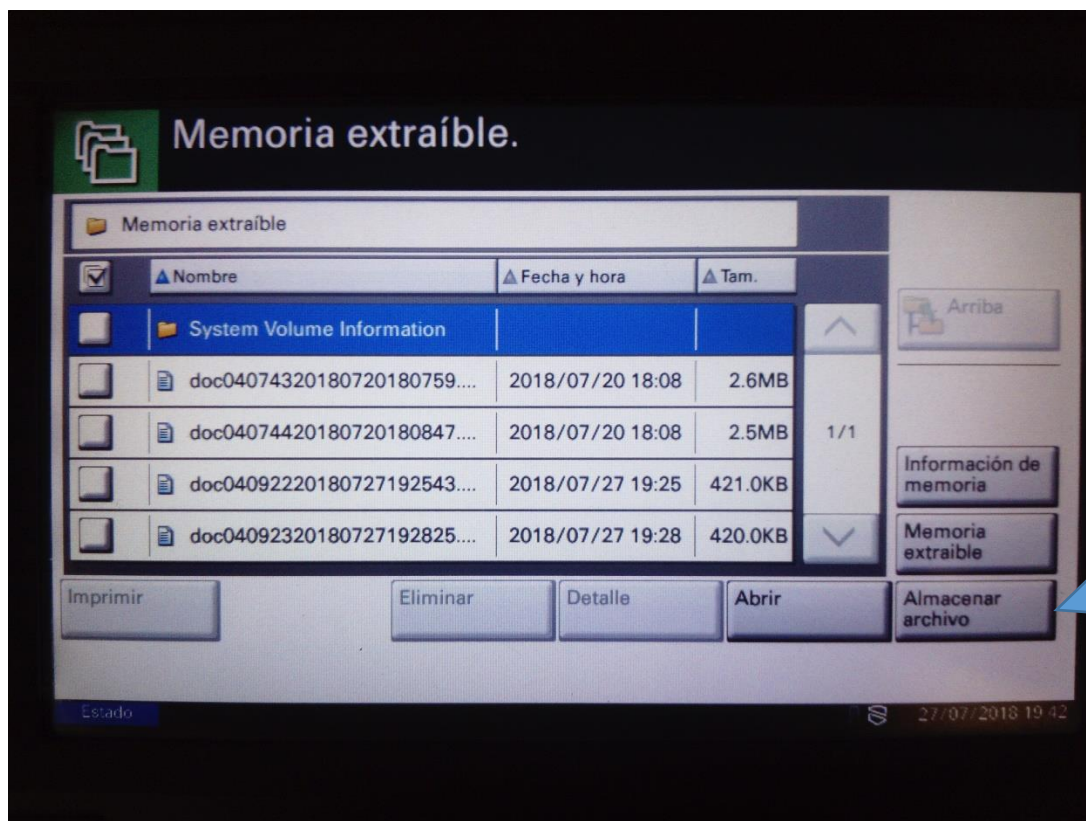 Memoria extraíble.
Memoria extraíble
Nombre Fecha y hora Tam.
System Volume Information
doc04074320180720180759.... 2018/07/20 18:08 2.6MB
doc04074420180720180847.... 2018/07/20 18:08 2.5MB
doc04092220180727192543.... 2018/07/27 19:25 421.0KB
doc04092320180727192825.... 2018/07/27 19:28 420.0KB
1/1
Arriba
Información de
memoria
Memoria
extraible
Imprimir Eliminar Detalle Abrir
Almacenar
archivo
Estado 27/07/2018 19:42